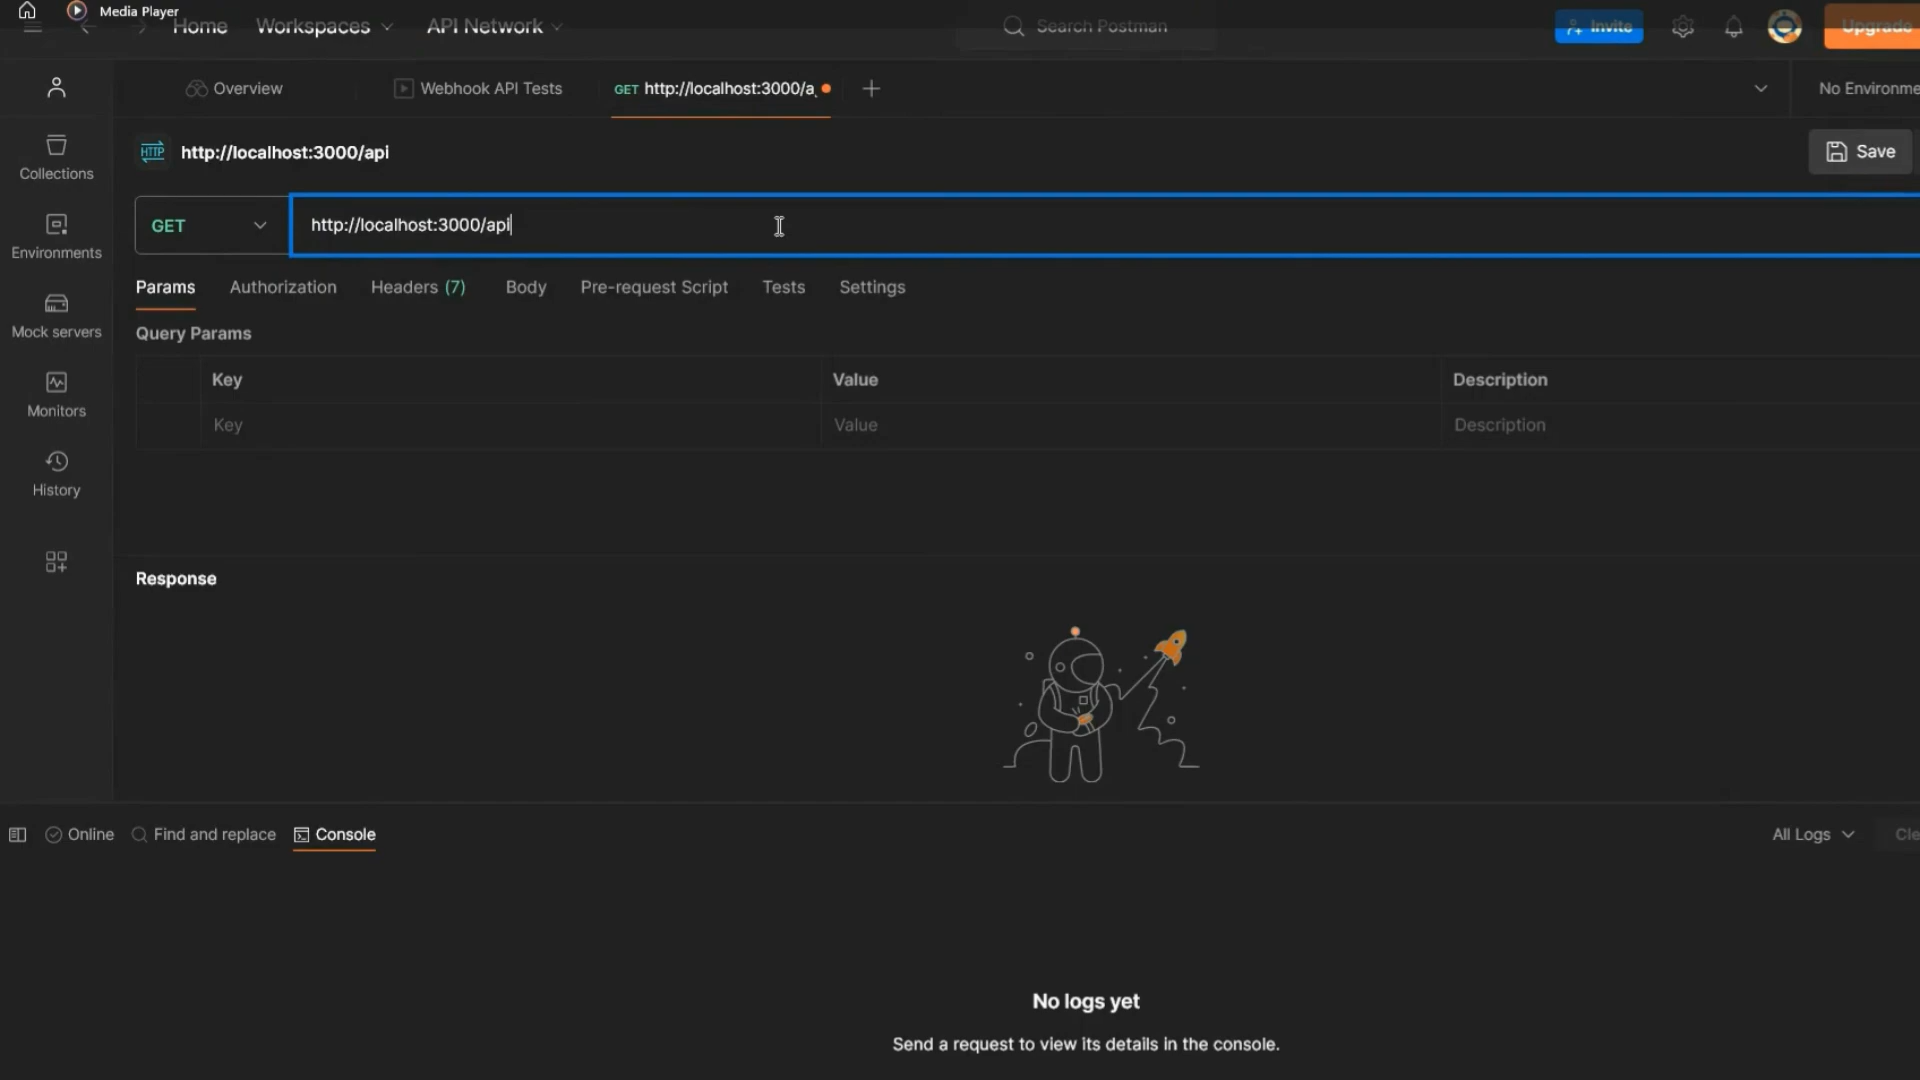 Media Player
Home Workspaces API Network Search Postman Invite Upgrade
Overview Webhook API Tests GET http://localhost:3000/a No Environme
HTTP http://localhost:3000/api Save
GET http://localhost:3000/api
Params Authorization Headers (7) Body Pre-request Script Tests Settings
Query Params
Key Value Description
Key Value Description
Collections
Environments
Mock servers
Monitors
History
Response
Online Find and replace Console All Logs Cle
No logs yet
Send a request to view its details in the console.